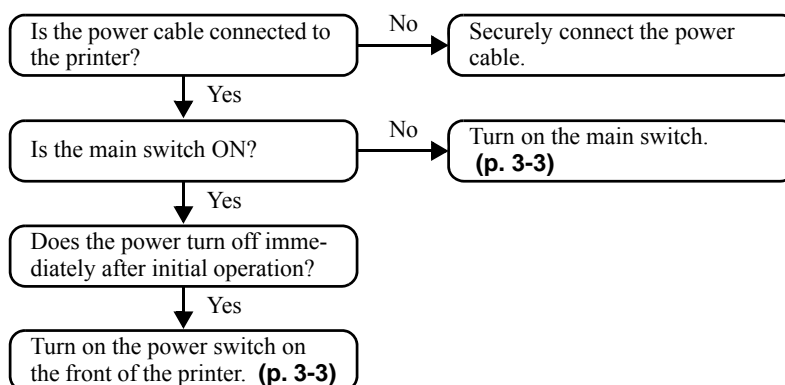 Is the power cable connected to
the printer?
No
Securely connect the power
cable.
Yes
Is the main switch ON?
No
Turn on the main switch.
(p. 3-3)
Yes
Does the power turn off imme-
diately after initial operation?
Yes
Turn on the power switch on
the front of the printer. (p. 3-3)